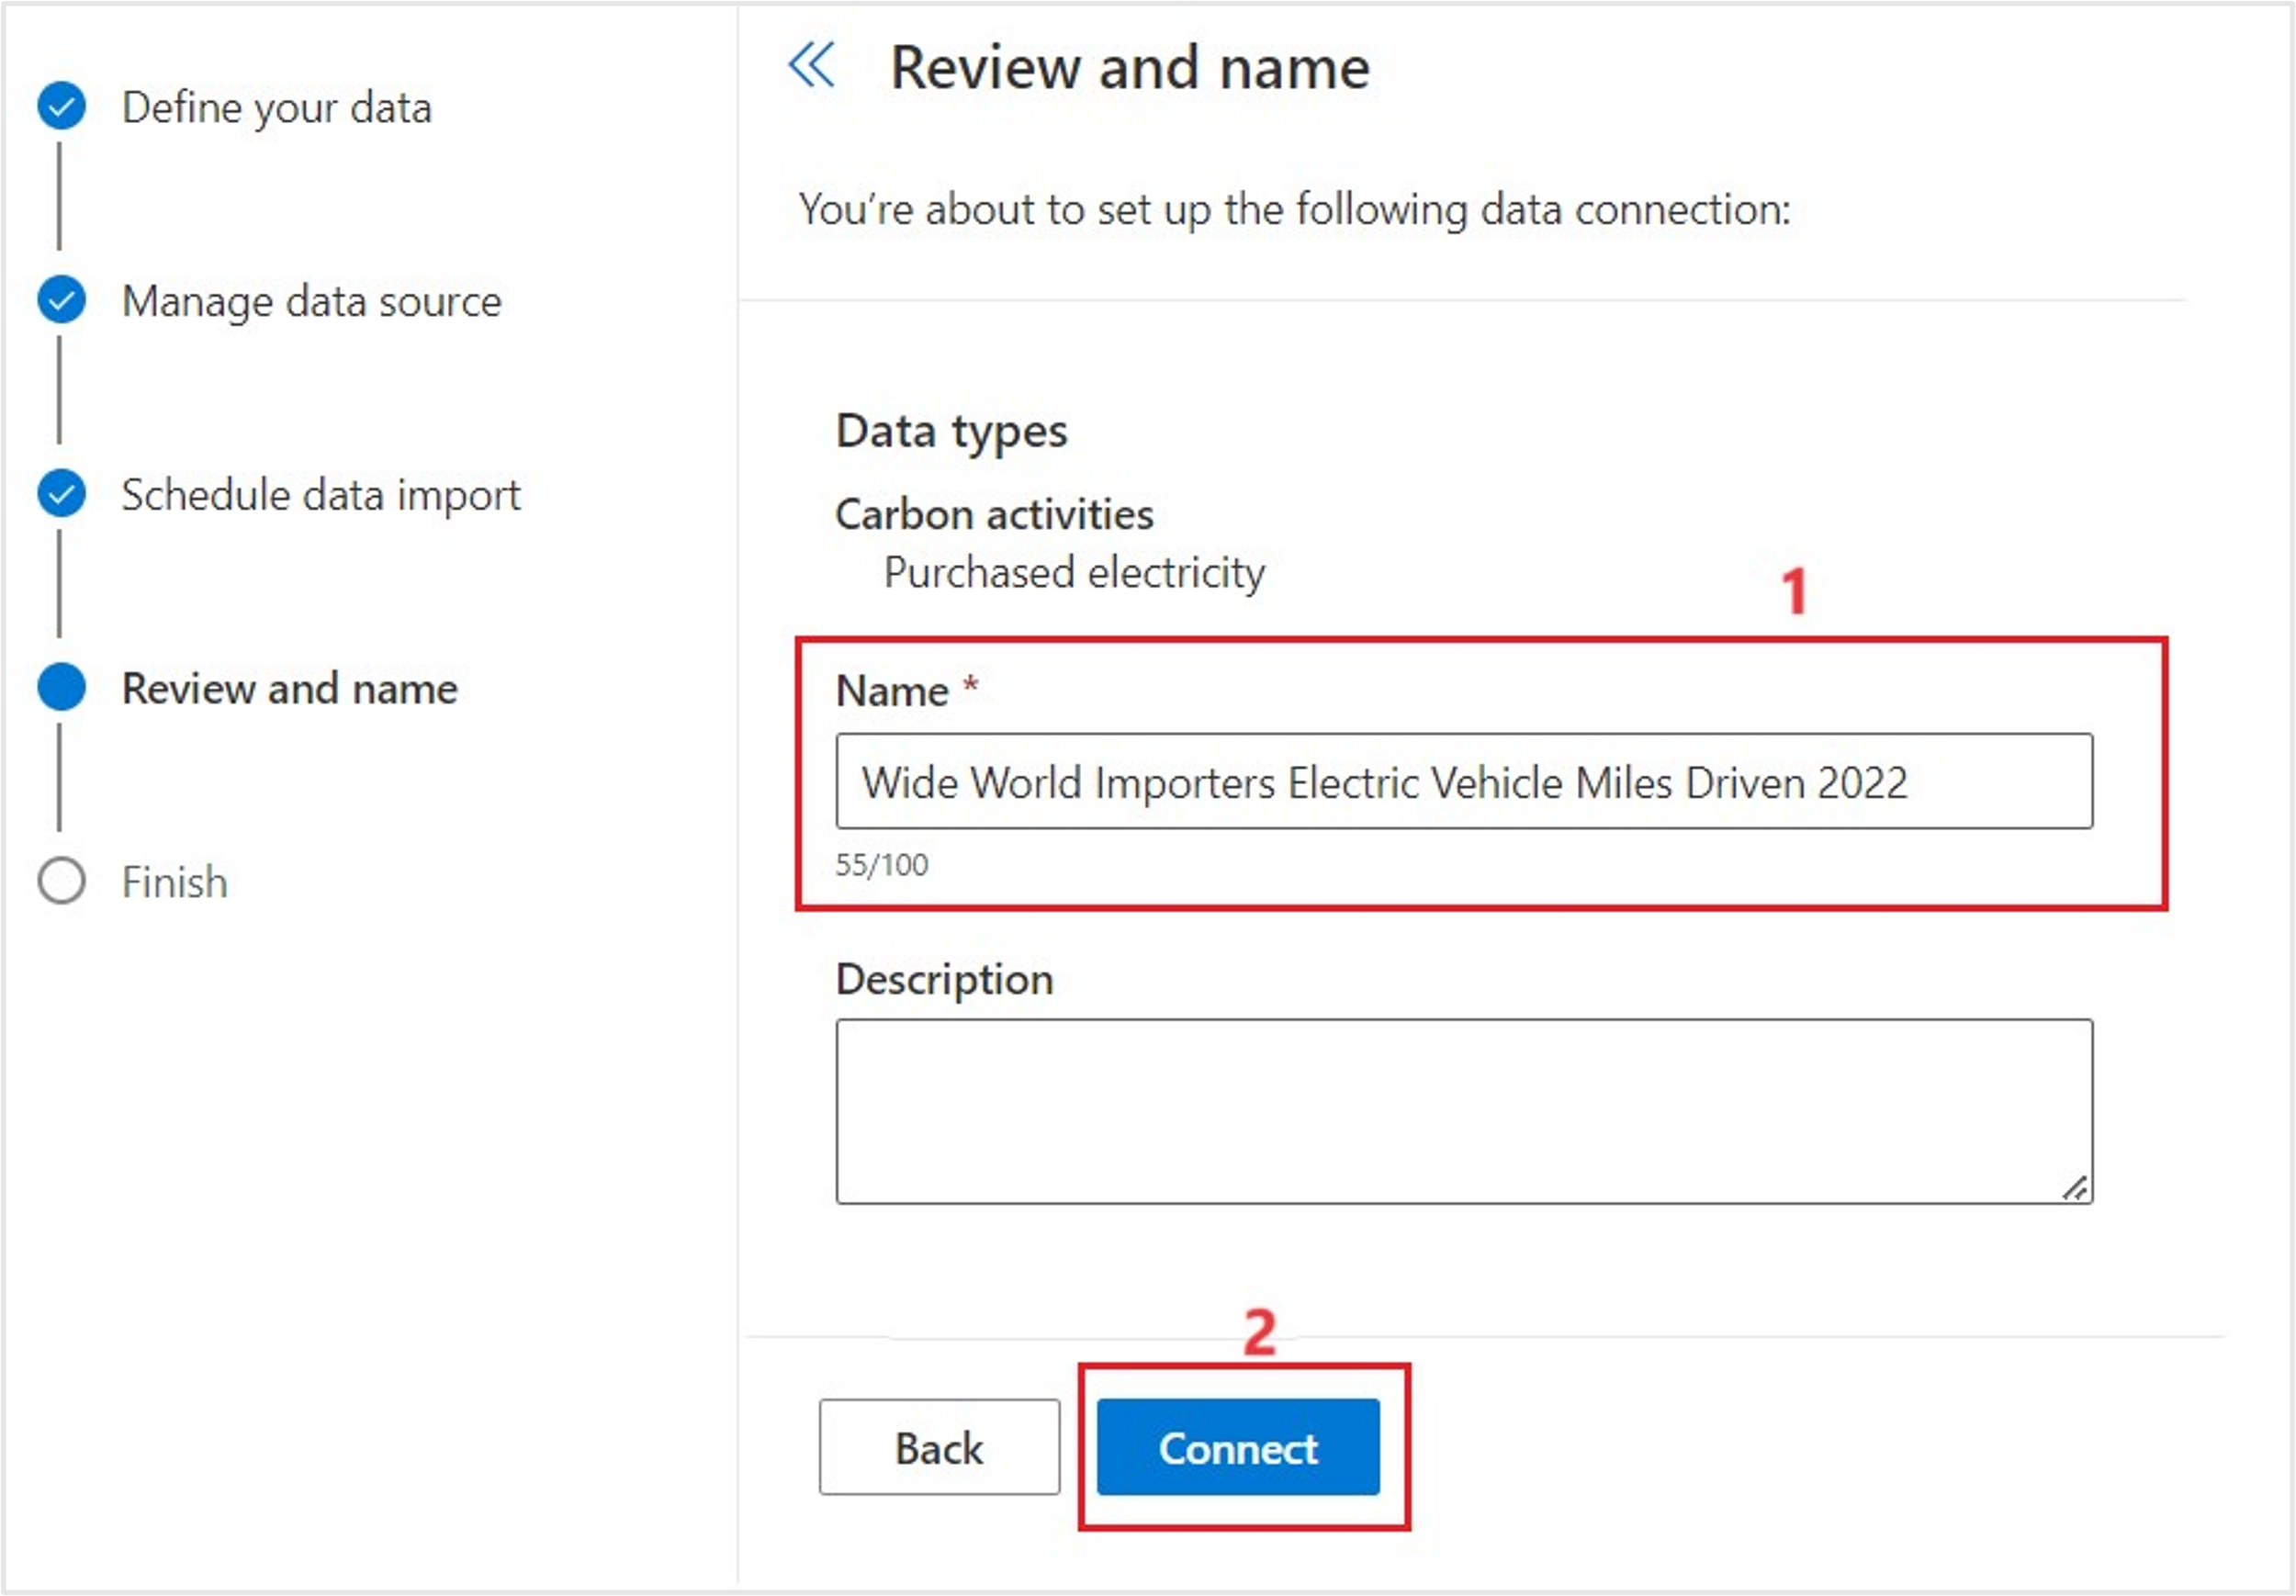 Define your data
Manage data source
Schedule data import
Review and name
Finish
Review and name
You’re about to set up the following data connection:
Data types
Carbon activities
Purchased electricity
1
Name *
Wide World Importers Electric Vehicle Miles Driven 2022
55/100
Description
2
Back
Connect